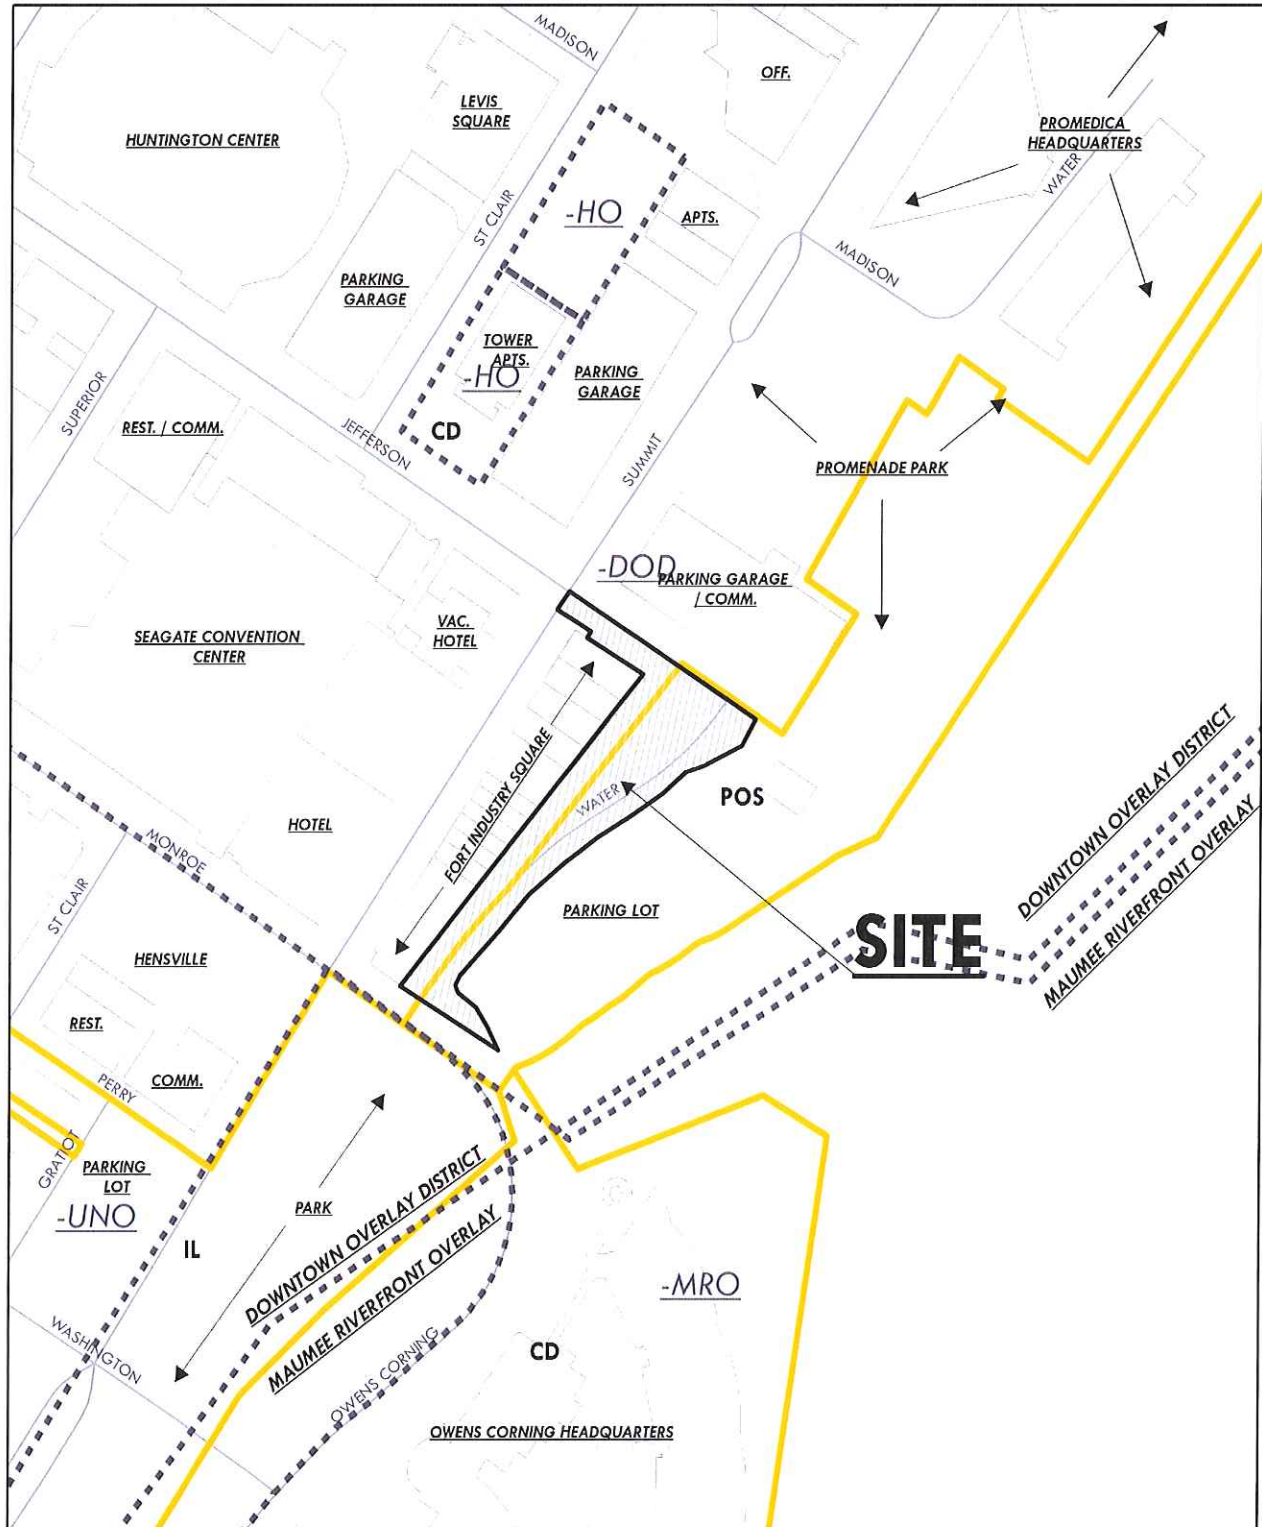 MADISON
OFF.
LEVIS
SQUARE
HUNTINGTON CENTER
PROMEDICA
HEADQUARTERS
WATER
ST CLAIR
-HO
APTS.
MADISON
PARKING
GARAGE
TOWER
APTS.
-HO
PARKING
GARAGE
SUPERIOR
REST. / COMM.
JEFFERSON
CD
SUMMIT
PROMENADE PARK
-DOD
PARKING GARAGE
/ COMM.
VAC.
HOTEL
SEAGATE CONVENTION
CENTER
FORT INDUSTRY SQUARE
WATER
POS
DOWNTOWN OVERLAY DISTRICT
MAUMEE RIVERFRONT OVERLAY
HOTEL
MONROE
ST CLAIR
PARKING LOT
SITE
HENSVILLE
REST.
COMM.
PERRY
GRATIOT
PARKING
LOT
-UNO
PARK
IL
DOWNTOWN OVERLAY DISTRICT
MAUMEE RIVERFRONT OVERLAY
-MRO
WASHINGTON
OWENS CORNING
CD
OWENS CORNING HEADQUARTERS